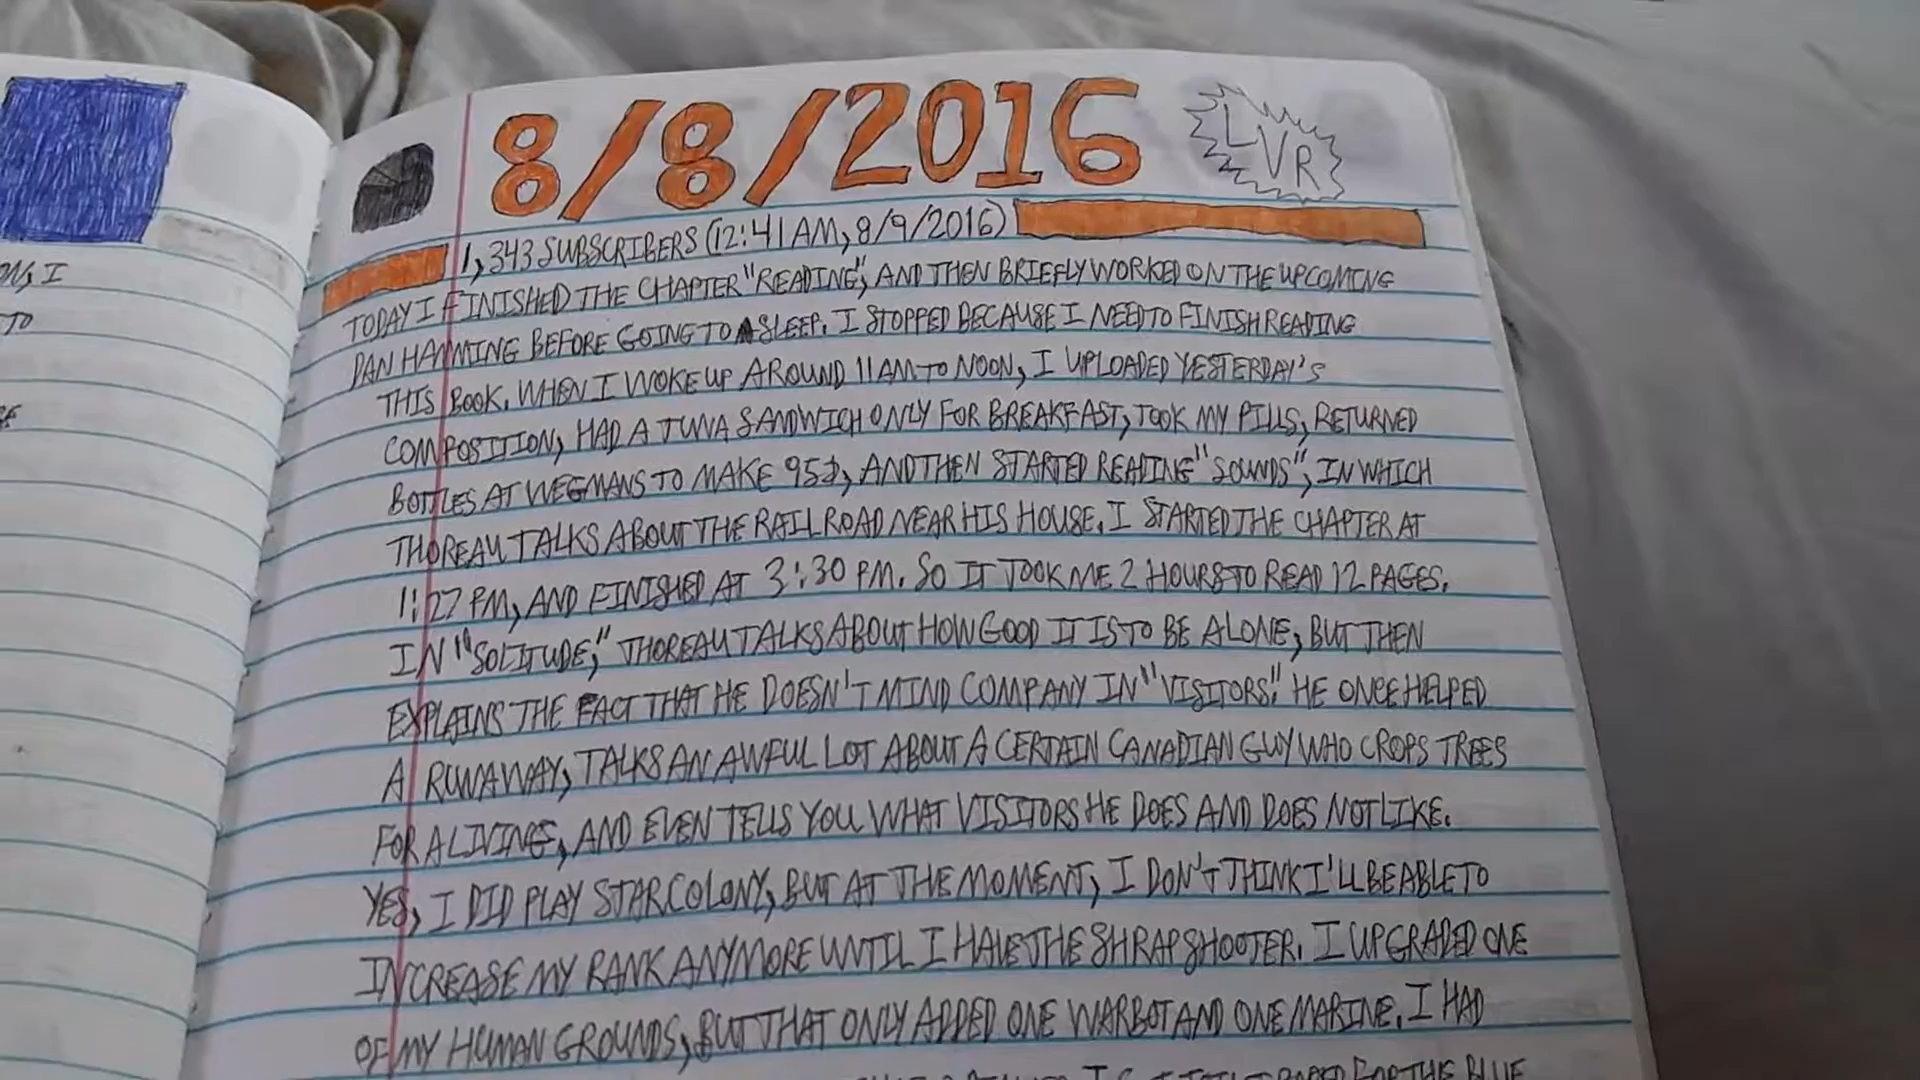 ON, I
TO
8/8/2016
LVR
1,343 SUBSCRIBERS (12:41 AM, 8/9/2016)
TODAY I FINISHED THE CHAPTER "READING", AND THEN BRIEFLY WORKED ON THE UPCOMING
DAN HAMMING BEFORE GOING TO ASLEEP. I STOPPED BECAUSE I NEED TO FINISH READING
THIS BOOK. WHEN I WOKE UP AROUND 11 AM TO NOON, I UPLOADED YESTERDAY'S
COMPOSITION, HAD A TUNA SANDWICH ONLY FOR BREAKFAST, TOOK MY PILLS, RETURNED
BOTTLES AT WEGMANS TO MAKE 95¢, AND THEN STARTED READING "SOUNDS", IN WHICH
THOREAU TALKS ABOUT THE RAILROAD NEAR HIS HOUSE. I STARTED THE CHAPTER AT
1:27 PM, AND FINISHED AT 3:30 PM. SO IT TOOK ME 2 HOURS TO READ 12 PAGES.
IN "SOLITUDE," THOREAU TALKS ABOUT HOW GOOD IT IS TO BE ALONE, BUT THEN
EXPLAINS THE FACT THAT HE DOESN'T MIND COMPANY IN "VISITORS." HE ONCE HELPED
A RUNAWAY, TALKS AN AWFUL LOT ABOUT A CERTAIN CANADIAN GUY WHO CROPS TREES
FOR A LIVING, AND EVEN TELLS YOU WHAT VISITORS HE DOES AND DOES NOT LIKE.
YES, I DID PLAY STAR COLONY, BUT AT THE MOMENT, I DON'T THINK I'LL BE ABLE TO
INCREASE MY RANK ANYMORE UNTIL I HAVE THE SHRAPSHOOTER. I UPGRADED ONE
OF MY HUMAN GROUNDS, BUT THAT ONLY ADDED ONE WARBOT AND ONE MARINE. I HAD
FOR THE BLUE